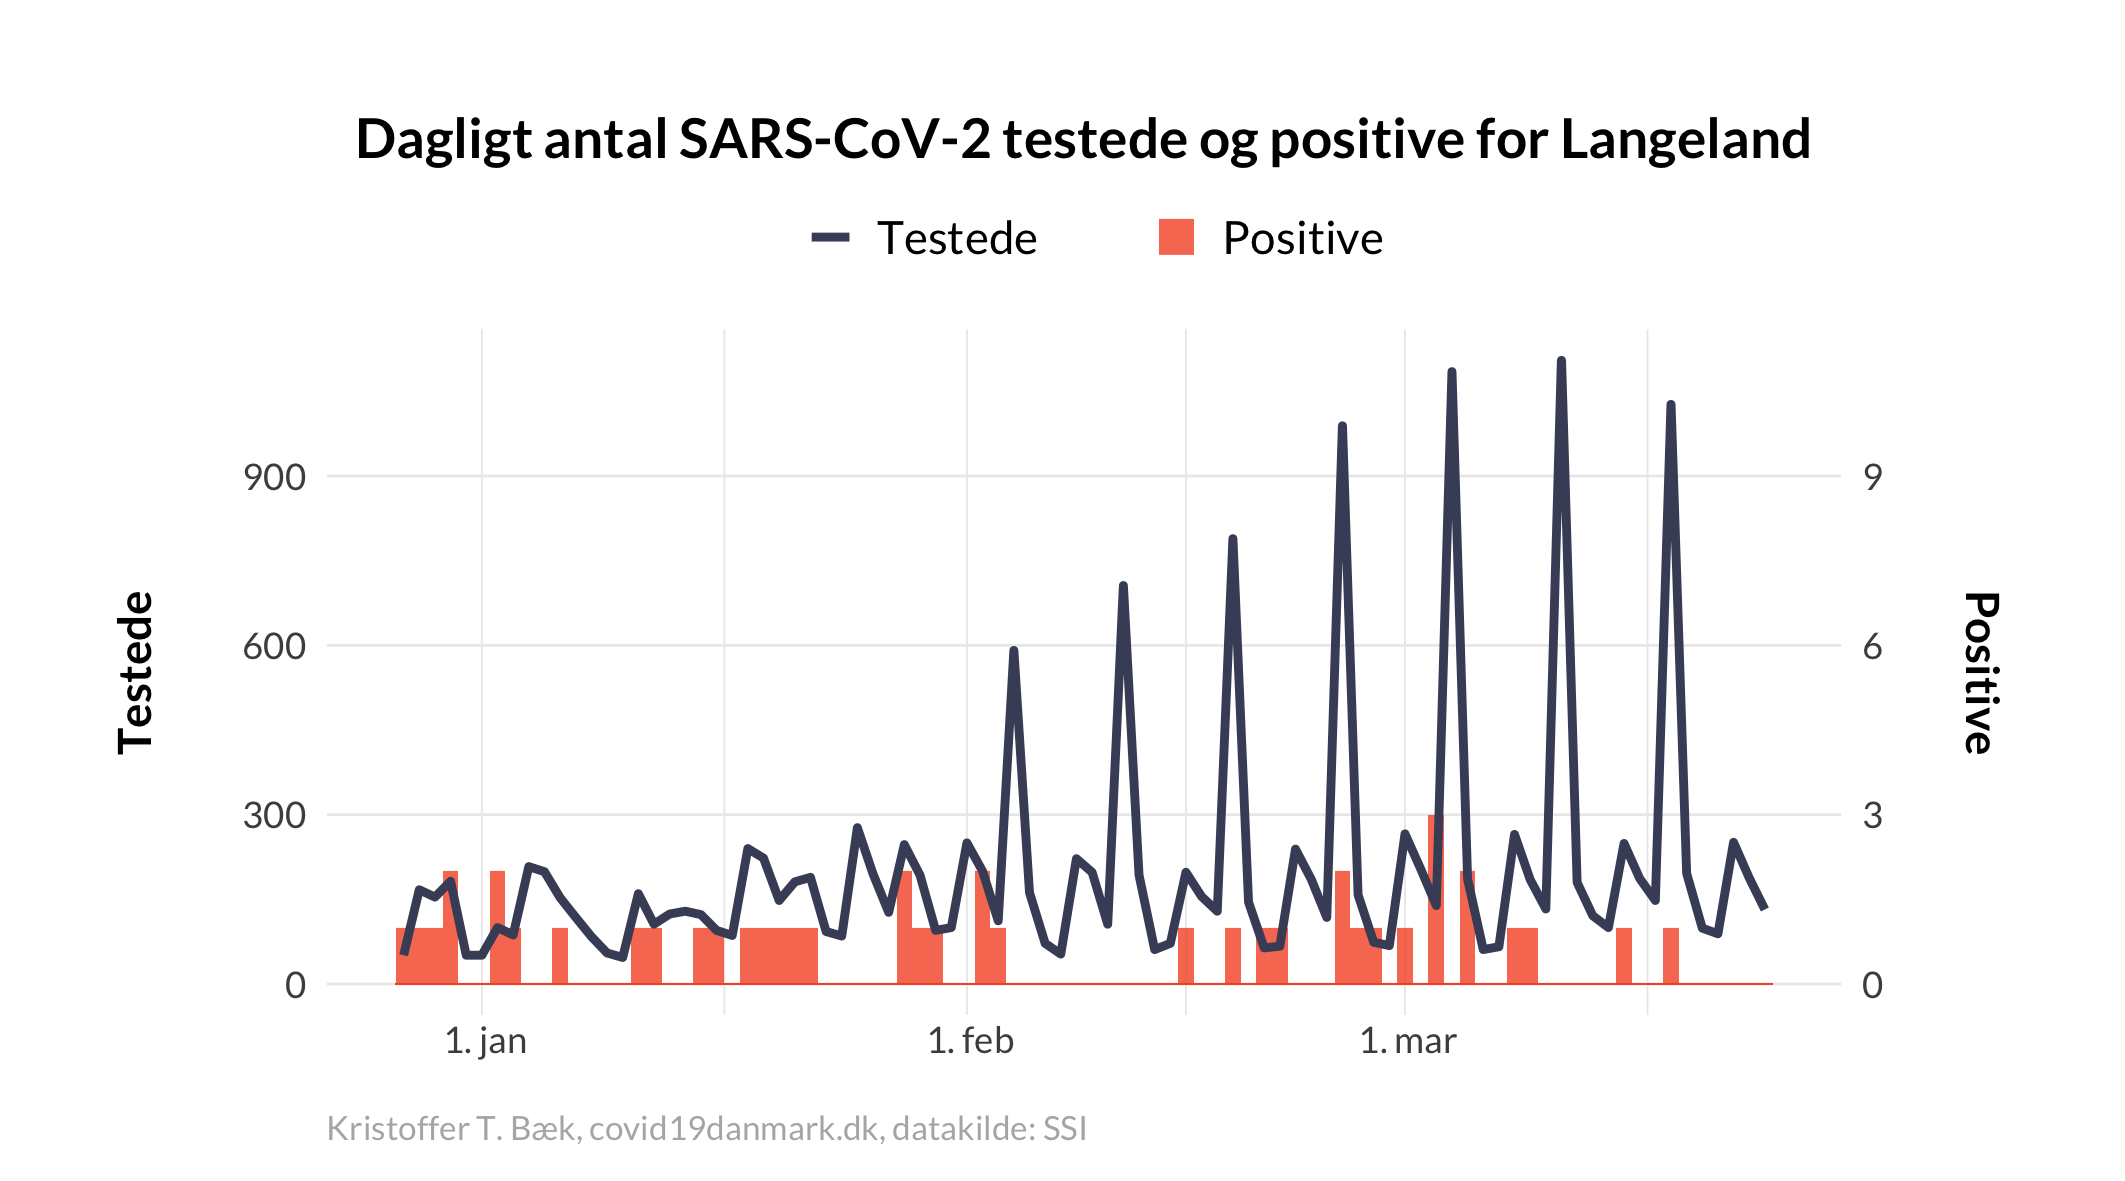 Dagligt antal SARS-CoV-2 testede og positive for Langeland
Testede
Positive
Testede
900
600
300
0
9
6
3
0
Positive
1. jan
1. feb
1. mar
Kristoffer T. Bæk, covid19danmark.dk, datakilde: SSI